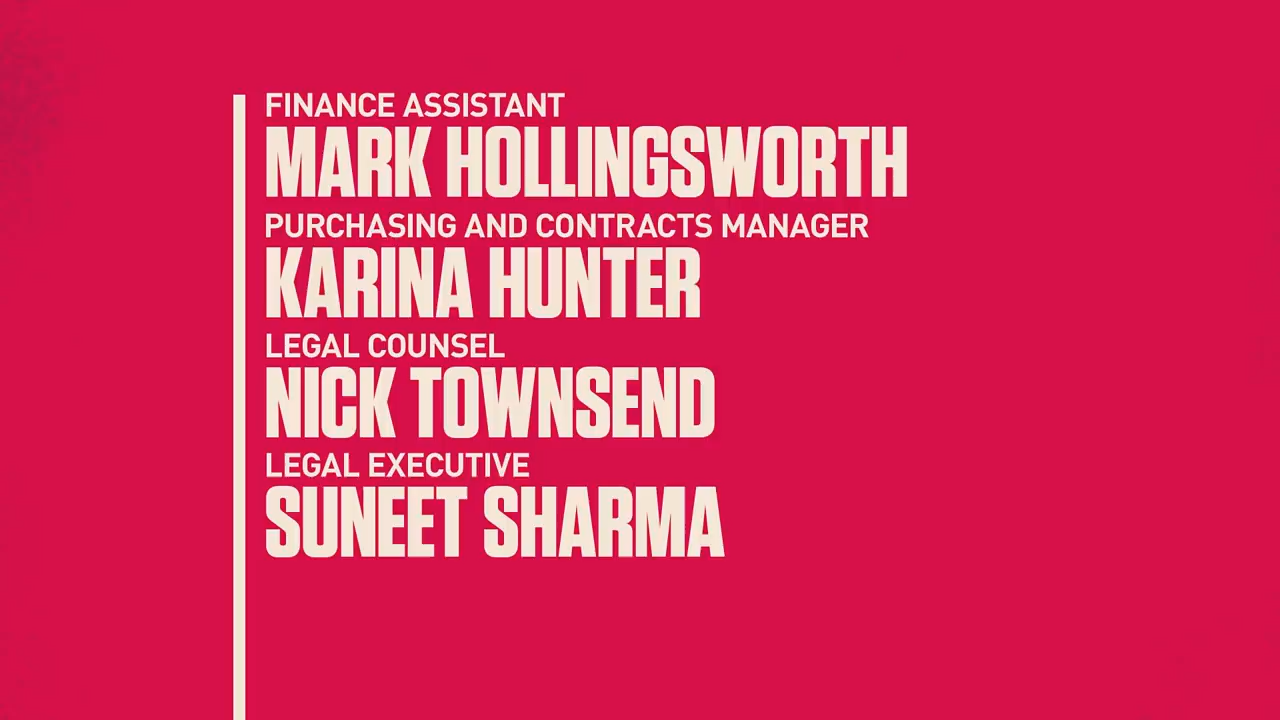 FINANCE ASSISTANT
MARK HOLLINGSWORTH
PURCHASING AND CONTRACTS MANAGER
KARINA HUNTER
LEGAL COUNSEL
NICK TOWNSEND
LEGAL EXECUTIVE
SUNEET SHARMA